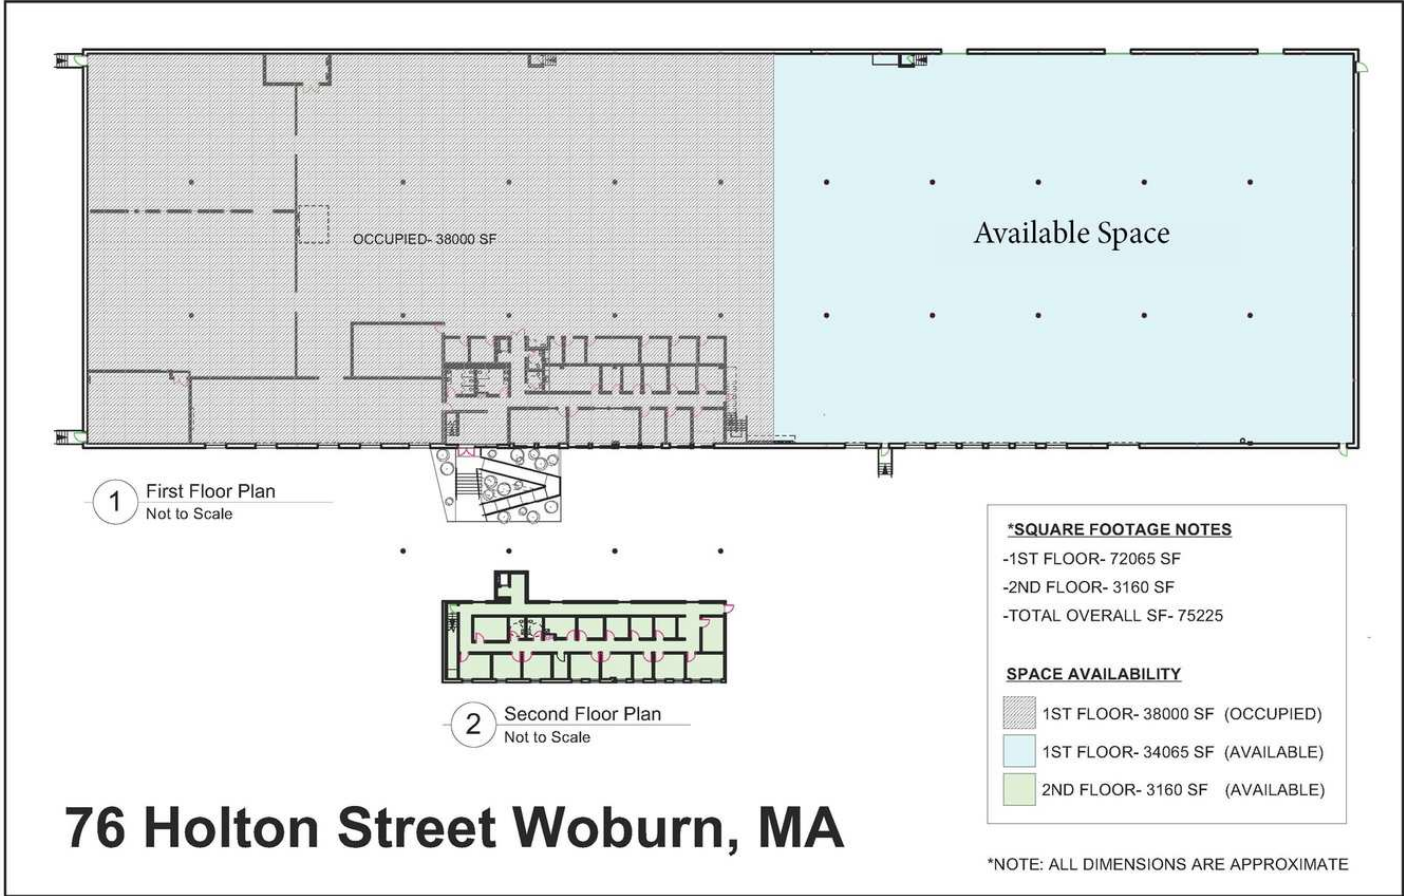 OCCUPIED- 38000 SF
Available Space
1
First Floor Plan
Not to Scale
2
Second Floor Plan
Not to Scale
*SQUARE FOOTAGE NOTES
-1ST FLOOR- 72065 SF
-2ND FLOOR- 3160 SF
-TOTAL OVERALL SF- 75225
SPACE AVAILABILITY
1ST FLOOR- 38000 SF (OCCUPIED)
1ST FLOOR- 34065 SF (AVAILABLE)
2ND FLOOR- 3160 SF (AVAILABLE)
76 Holton Street Woburn, MA
*NOTE: ALL DIMENSIONS ARE APPROXIMATE